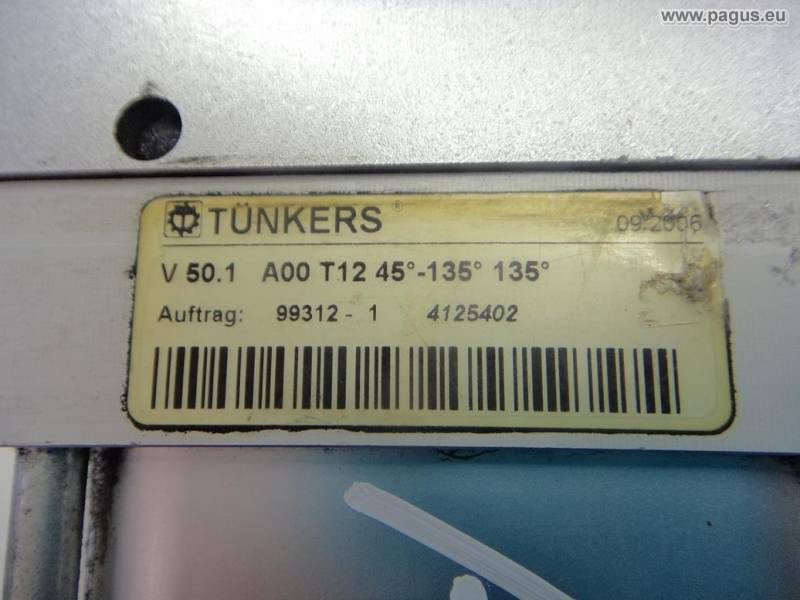 www.pagus.eu
TÜNKERS®
09/2006
V 50.1 A00 T12 45°-135° 135°
Auftrag: 99312 - 1 4125402